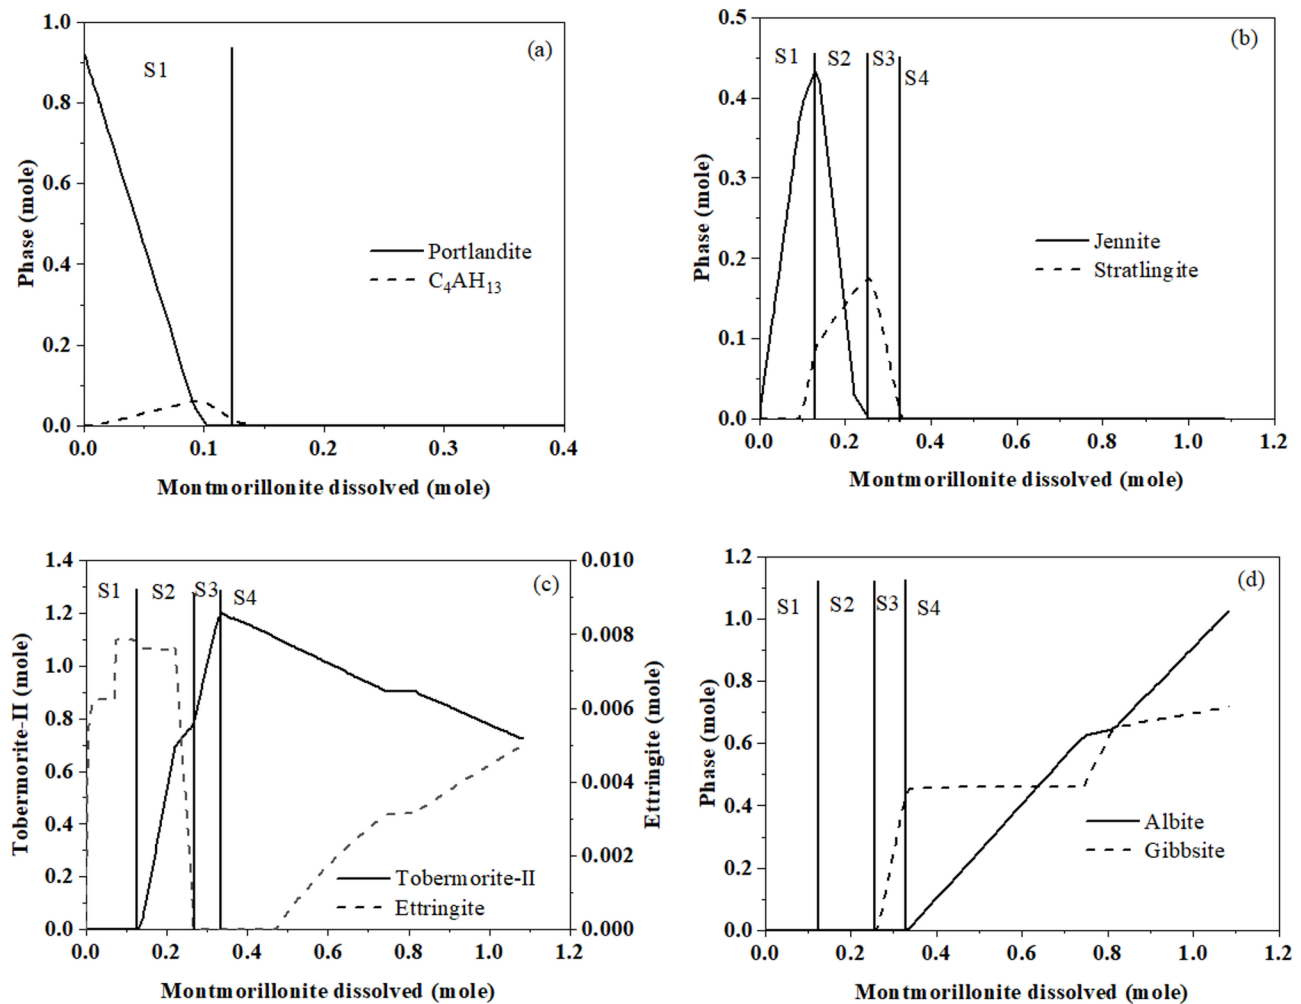 (a)
S1
Phase (mole)
1.0
0.8
0.6
0.4
0.2
0.0
Portlandite
C₄AH₁₃
0.0 0.1 0.2 0.3 0.4
Montmorillonite dissolved (mole)
(b)
S1 S2 S3 S4
Phase (mole)
0.5
0.4
0.3
0.2
0.1
0.0
Jennite
Stratlingite
0.0 0.2 0.4 0.6 0.8 1.0 1.2
Montmorillonite dissolved (mole)
(c)
S1 S2 S3 S4
Tobermorite-II (mole)
1.4
1.2
1.0
0.8
0.6
0.4
0.2
0.0
0.010
0.008
0.006
0.004
0.002
0.000
Ettringite (mole)
Tobermorite-II
Ettringite
0.0 0.2 0.4 0.6 0.8 1.0 1.2
Montmorillonite dissolved (mole)
(d)
S1 S2 S3 S4
Phase (mole)
1.2
1.0
0.8
0.6
0.4
0.2
0.0
Albite
Gibbsite
0.0 0.2 0.4 0.6 0.8 1.0 1.2
Montmorillonite dissolved (mole)